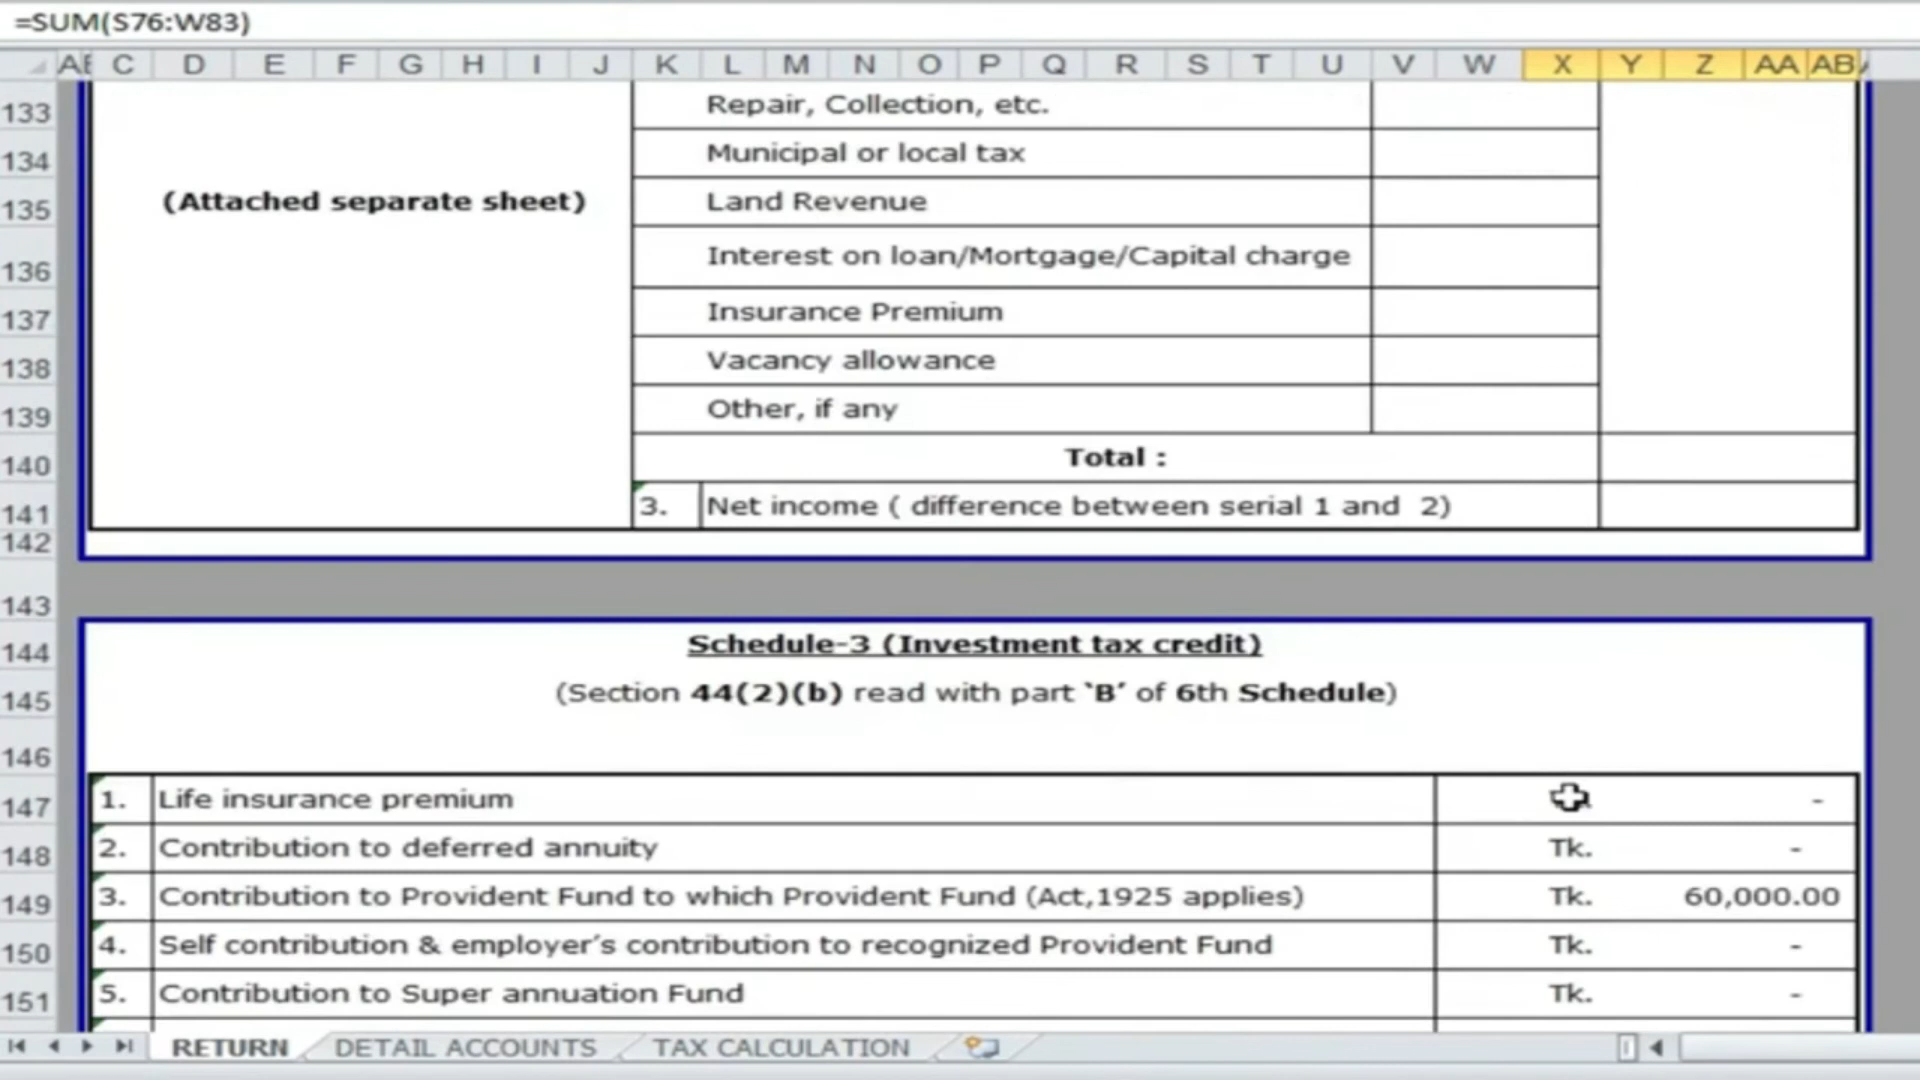 =SUM(S76:W83)
C D E F G H I J K L M N O P Q R S T U V W X Y Z AA AB
133 Repair, Collection, etc.
134 Municipal or local tax
135 (Attached separate sheet) Land Revenue
136 Interest on loan/Mortgage/Capital charge
137 Insurance Premium
138 Vacancy allowance
139 Other, if any
140 Total :
141 3. Net income ( difference between serial 1 and 2)
142
143
144 Schedule-3 (Investment tax credit)
145 (Section 44(2)(b) read with part `B´ of 6th Schedule)
146
147 1. Life insurance premium -
148 2. Contribution to deferred annuity Tk. -
149 3. Contribution to Provident Fund to which Provident Fund (Act,1925 applies) Tk. 60,000.00
150 4. Self contribution & employer´s contribution to recognized Provident Fund Tk. -
151 5. Contribution to Super annuation Fund Tk. -
RETURN DETAIL ACCOUNTS TAX CALCULATION